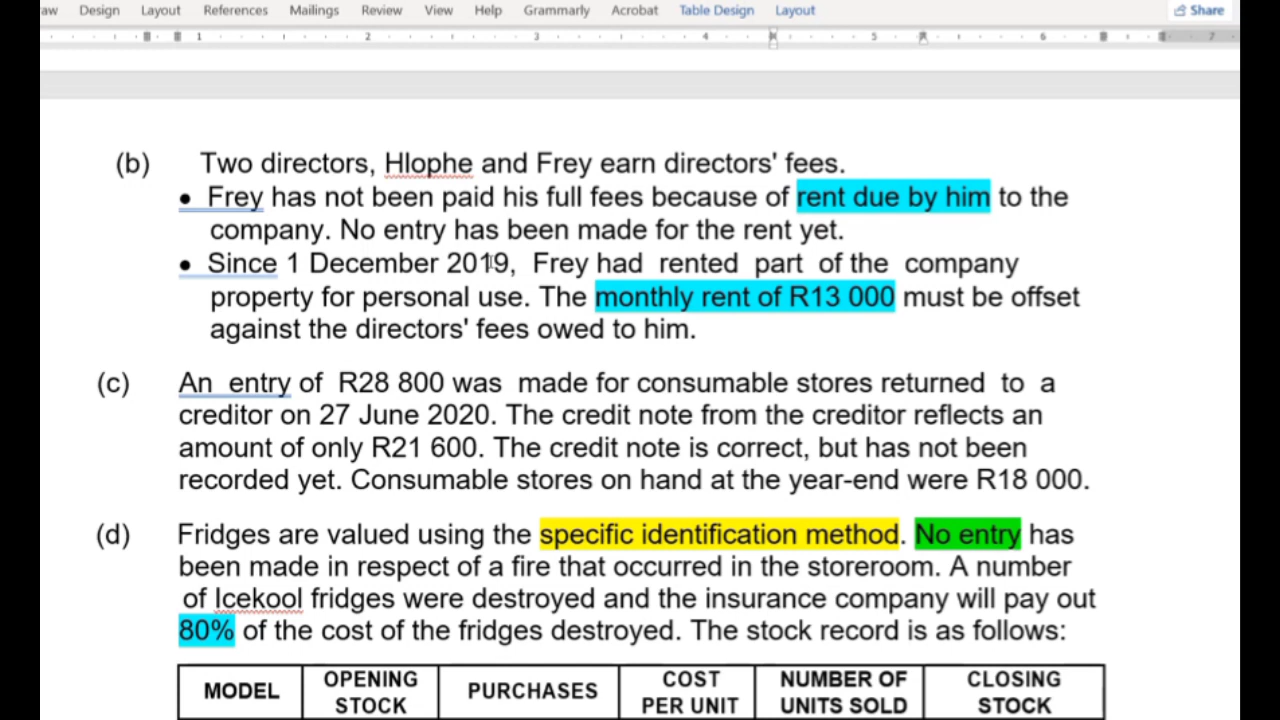 aw Design Layout References Mailings Review View Help Grammarly Acrobat Table Design Layout Share
1 2 3 4 5 6 7
(b) Two directors, Hlophe and Frey earn directors' fees.
• Frey has not been paid his full fees because of rent due by him to the
company. No entry has been made for the rent yet.
• Since 1 December 2019, Frey had rented part of the company
property for personal use. The monthly rent of R13 000 must be offset
against the directors' fees owed to him.
(c) An entry of R28 800 was made for consumable stores returned to a
creditor on 27 June 2020. The credit note from the creditor reflects an
amount of only R21 600. The credit note is correct, but has not been
recorded yet. Consumable stores on hand at the year-end were R18 000.
(d) Fridges are valued using the specific identification method. No entry has
been made in respect of a fire that occurred in the storeroom. A number
of Icekool fridges were destroyed and the insurance company will pay out
80% of the cost of the fridges destroyed. The stock record is as follows:
MODEL OPENING STOCK PURCHASES COST PER UNIT NUMBER OF UNITS SOLD CLOSING STOCK